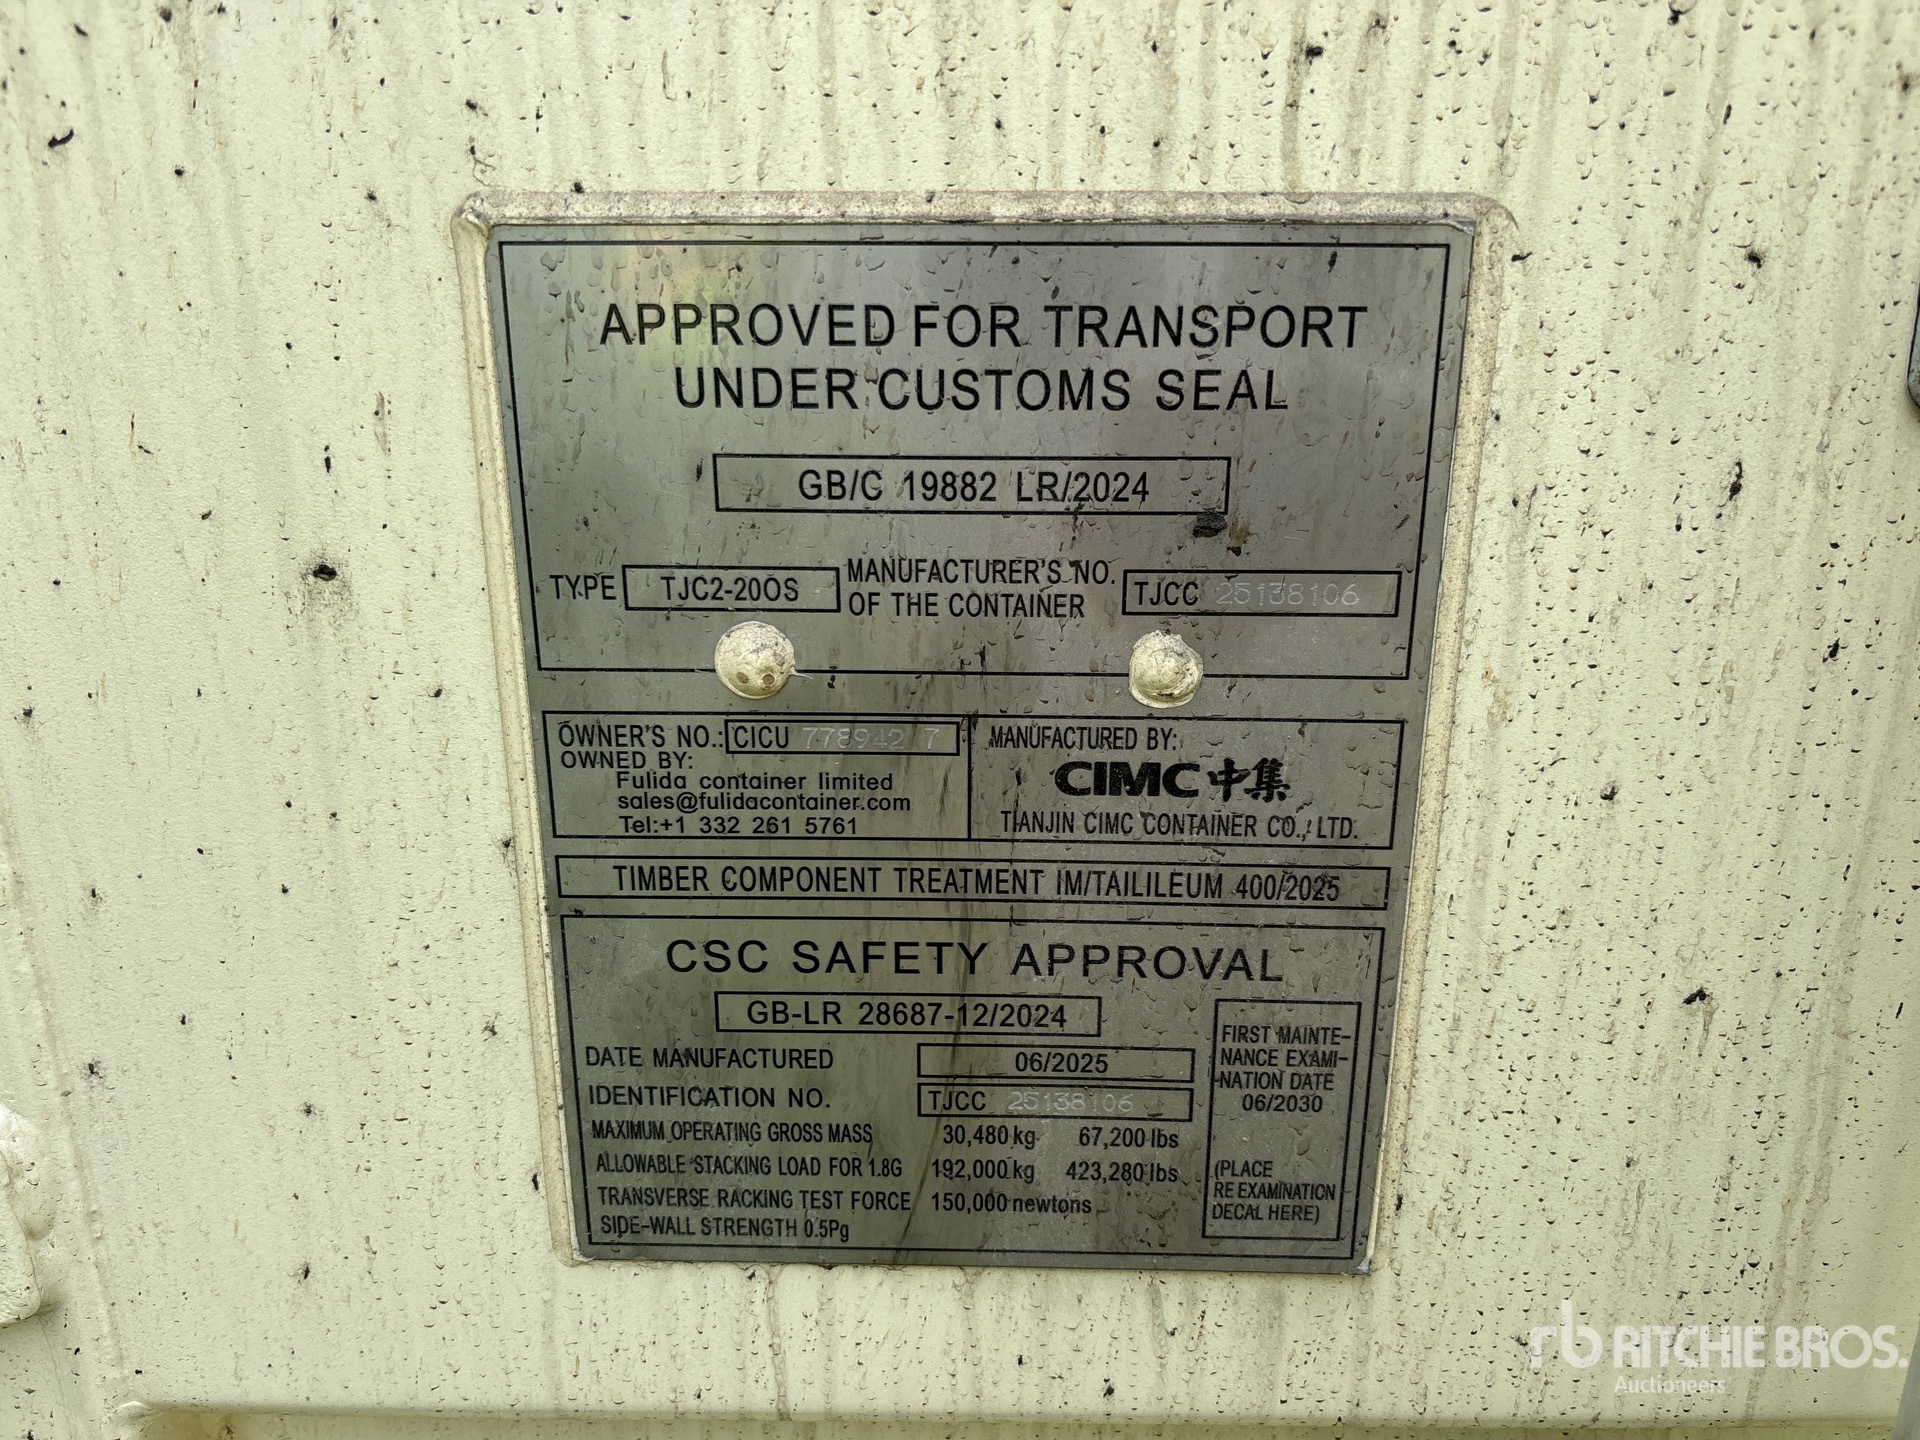 APPROVED FOR TRANSPORT
UNDER CUSTOMS SEAL
GB/C 19882 LR/2024
TYPE TJC2-20OS MANUFACTURER'S NO. OF THE CONTAINER TJCC 25138106
OWNER'S NO.: CICU 778942 7
OWNED BY:
Fulida container limited
sales@fulidacontainer.com
Tel:+1 332 261 5761
MANUFACTURED BY:
CIMC 中集
TIANJIN CIMC CONTAINER CO., LTD.
TIMBER COMPONENT TREATMENT IM/TAILILEUM 400/2025
CSC SAFETY APPROVAL
GB-LR 28687-12/2024
DATE MANUFACTURED 06/2025
IDENTIFICATION NO. TJCC 25138106
MAXIMUM OPERATING GROSS MASS 30,480 kg 67,200 lbs
ALLOWABLE STACKING LOAD FOR 1.8G 192,000 kg 423,280 lbs
TRANSVERSE RACKING TEST FORCE 150,000 newtons
SIDE-WALL STRENGTH 0.5Pg
FIRST MAINTE-
NANCE EXAMI-
NATION DATE
06/2030
(PLACE
RE EXAMINATION
DECAL HERE)
rb RITCHIE BROS.
Auctioneers